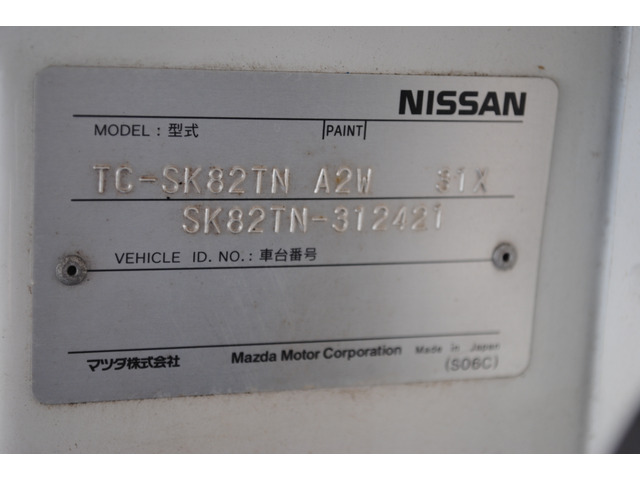 NISSAN
MODEL : 型式 PAINT
TC-SK82TN A2W 31X
SK82TN-312421
VEHICLE ID. NO. : 車台番号
マツダ株式会社 Mazda Motor Corporation Made in Japan
(S06C)